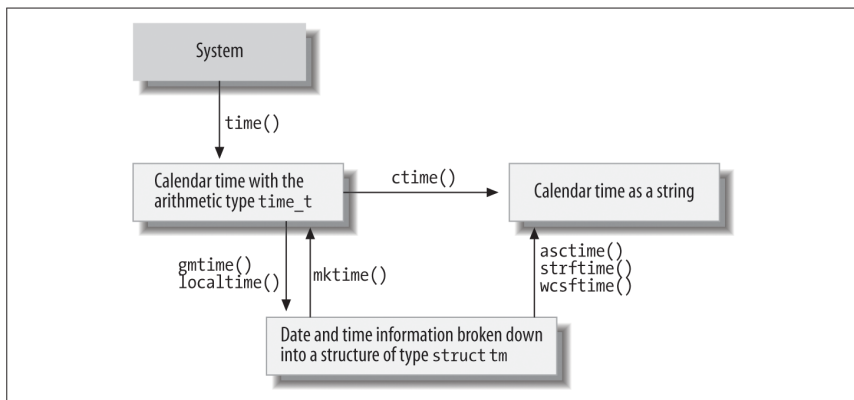 System
time()
Calendar time with the
arithmetic type time_t
ctime()
Calendar time as a string
gmtime()
localtime()
mktime()
asctime()
strftime()
wcsftime()
Date and time information broken down
into a structure of type struct tm